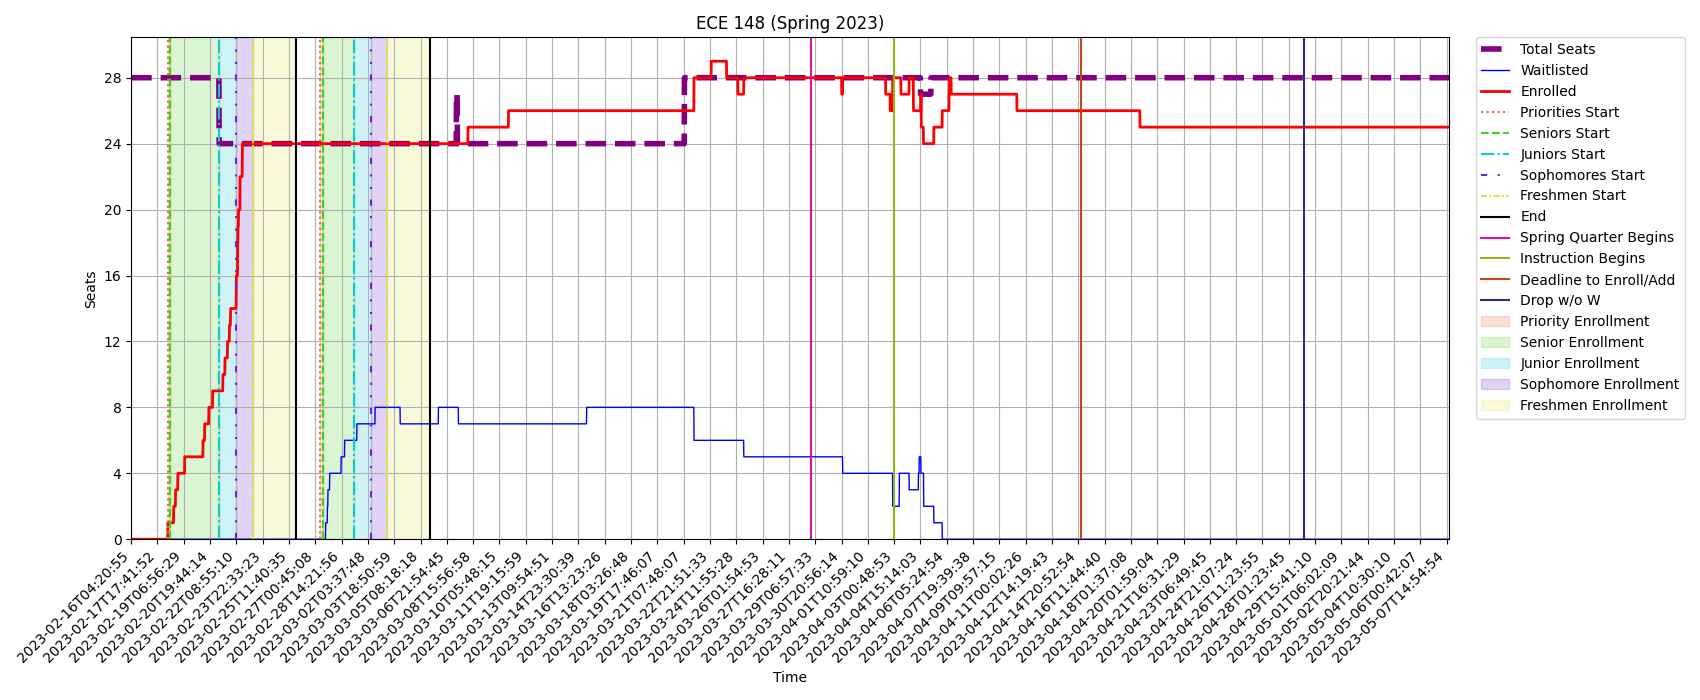 ECE 148 (Spring 2023)
Seats
28
24
20
16
12
8
4
0
2023-02-16T04:20:55
2023-02-17T17:41:52
2023-02-19T06:56:29
2023-02-20T19:44:14
2023-02-22T08:55:10
2023-02-23T22:33:23
2023-02-25T11:40:35
2023-02-27T00:45:08
2023-02-28T14:21:56
2023-03-02T03:37:48
2023-03-03T18:50:59
2023-03-05T08:18:18
2023-03-06T21:54:45
2023-03-08T15:56:58
2023-03-10T05:48:15
2023-03-11T19:15:59
2023-03-13T09:54:51
2023-03-14T23:30:39
2023-03-16T13:23:26
2023-03-18T03:26:48
2023-03-19T17:46:07
2023-03-21T07:48:07
2023-03-22T21:51:33
2023-03-24T11:55:28
2023-03-26T01:54:53
2023-03-27T16:28:11
2023-03-29T06:57:33
2023-03-30T20:56:14
2023-04-01T10:59:10
2023-04-03T00:48:53
2023-04-04T15:14:03
2023-04-06T05:24:54
2023-04-07T19:39:38
2023-04-09T09:57:15
2023-04-11T00:02:26
2023-04-12T14:19:43
2023-04-14T20:52:54
2023-04-16T11:44:40
2023-04-18T01:37:08
2023-04-20T01:59:04
2023-04-21T16:31:29
2023-04-23T06:49:45
2023-04-24T21:07:24
2023-04-26T11:23:55
2023-04-28T01:23:45
2023-04-29T15:41:10
2023-05-01T06:02:09
2023-05-02T20:21:44
2023-05-04T10:30:10
2023-05-06T00:42:07
2023-05-07T14:54:54
Time
Total Seats
Waitlisted
Enrolled
Priorities Start
Seniors Start
Juniors Start
Sophomores Start
Freshmen Start
End
Spring Quarter Begins
Instruction Begins
Deadline to Enroll/Add
Drop w/o W
Priority Enrollment
Senior Enrollment
Junior Enrollment
Sophomore Enrollment
Freshmen Enrollment